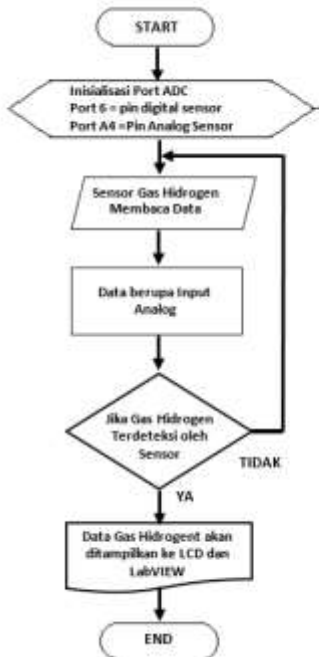 START
Inisialisasi Port ADC
Port 6 = pin digital sensor
Port A4 =Pin Analog Sensor
Sensor Gas Hidrogen
Membaca Data
Data berupa Input
Analog
Jika Gas Hidrogen
Terdeteksi oleh
Sensor
TIDAK
YA
Data Gas Hidrogent akan
ditampilkan ke LCD dan
LabVIEW
END